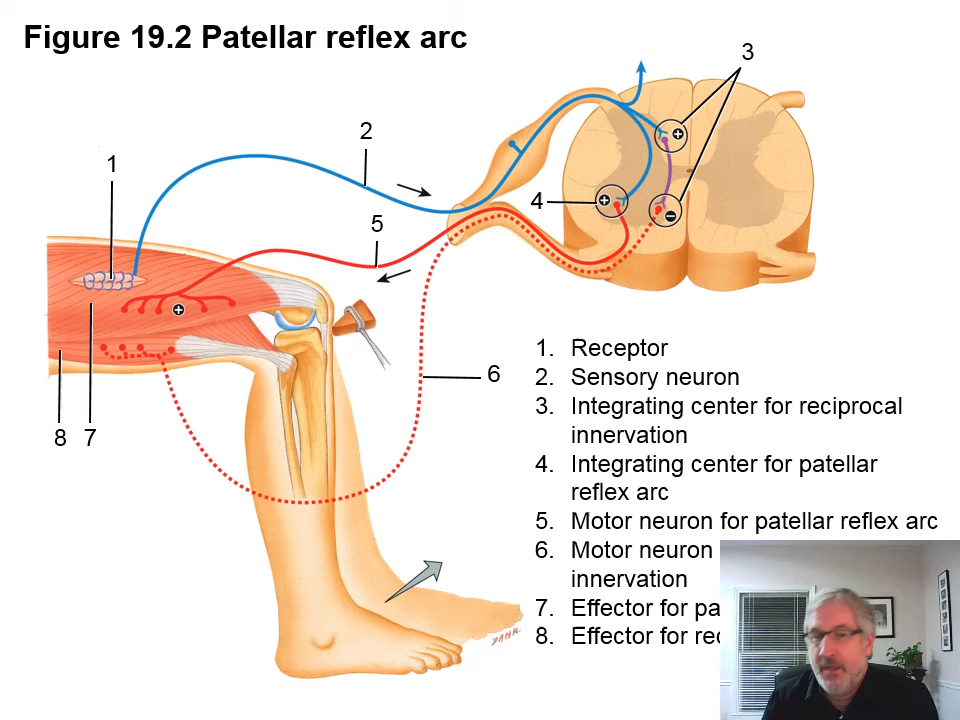 Figure 19.2 Patellar reflex arc
3
2
1
4
5
6
8 7
1. Receptor
2. Sensory neuron
3. Integrating center for reciprocal
innervation
4. Integrating center for patellar
reflex arc
5. Motor neuron for patellar reflex arc
6. Motor neuron
innervation
7. Effector for pa
8. Effector for rec
+
+
−
+